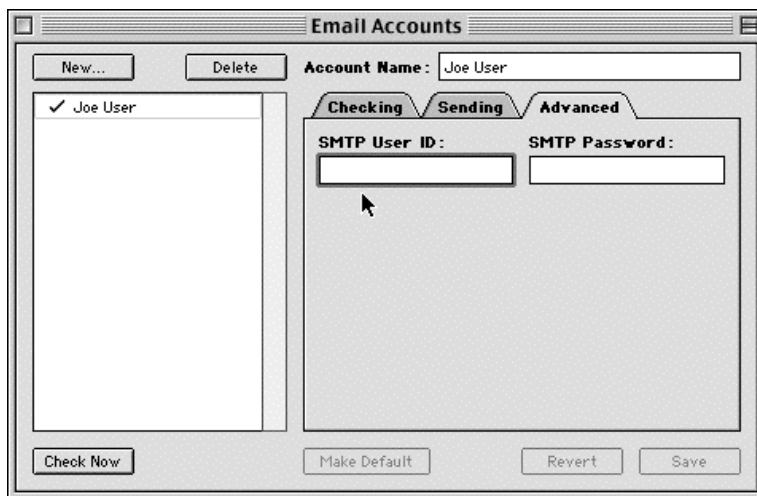 Email Accounts
New... Delete Account Name: Joe User
✓ Joe User
Checking Sending Advanced
SMTP User ID: SMTP Password:
Check Now Make Default Revert Save